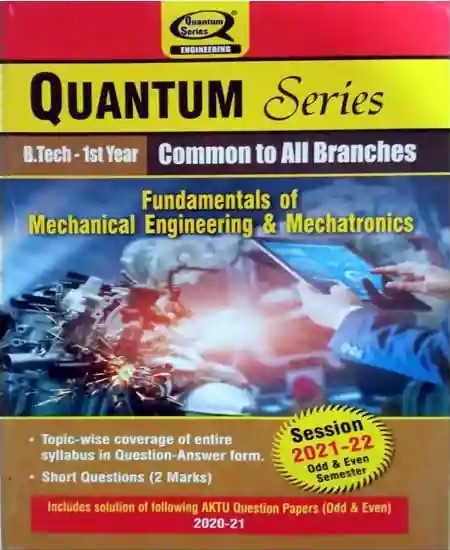 Quantum
Series
ENGINEERING
QUANTUM Series
B.Tech - 1st Year Common to All Branches
Fundamentals of
Mechanical Engineering & Mechatronics
• Topic-wise coverage of entire
syllabus in Question-Answer form.
• Short Questions (2 Marks)
Session
2021-22
Odd & Even
Semester
Includes solution of following AKTU Question Papers (Odd & Even)
2020-21